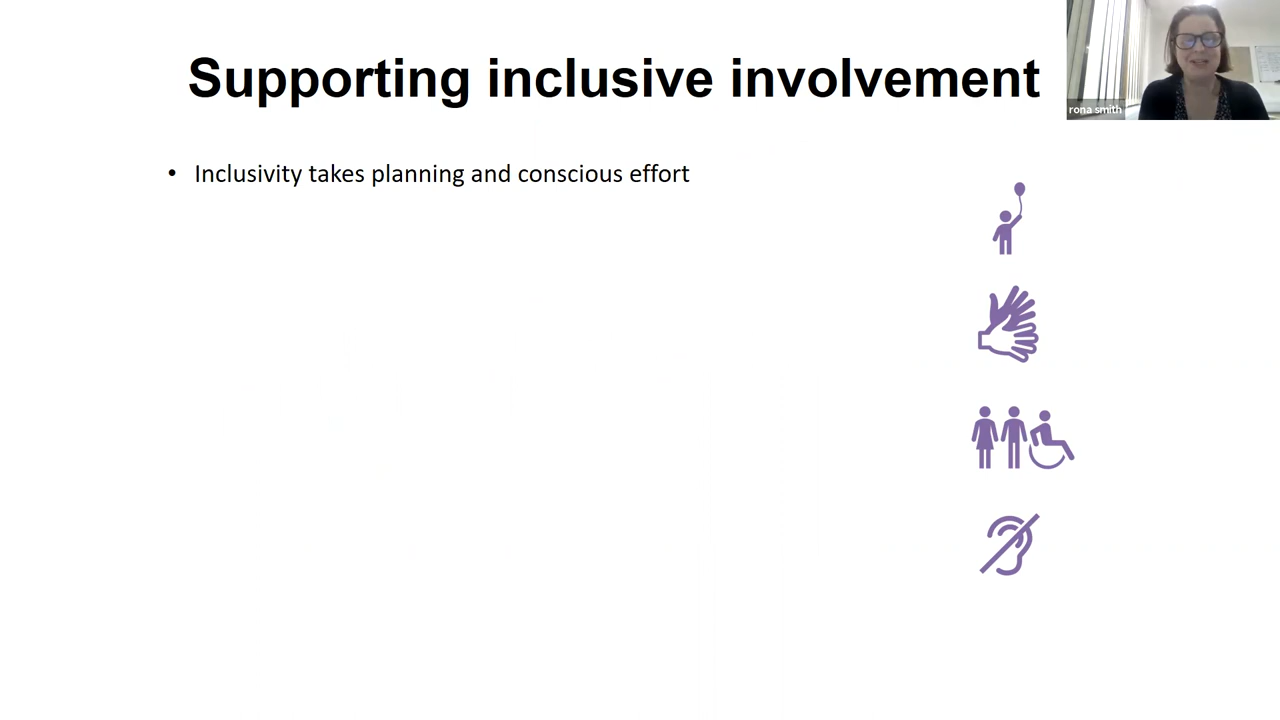 Supporting inclusive involvement
rona smith
• Inclusivity takes planning and conscious effort